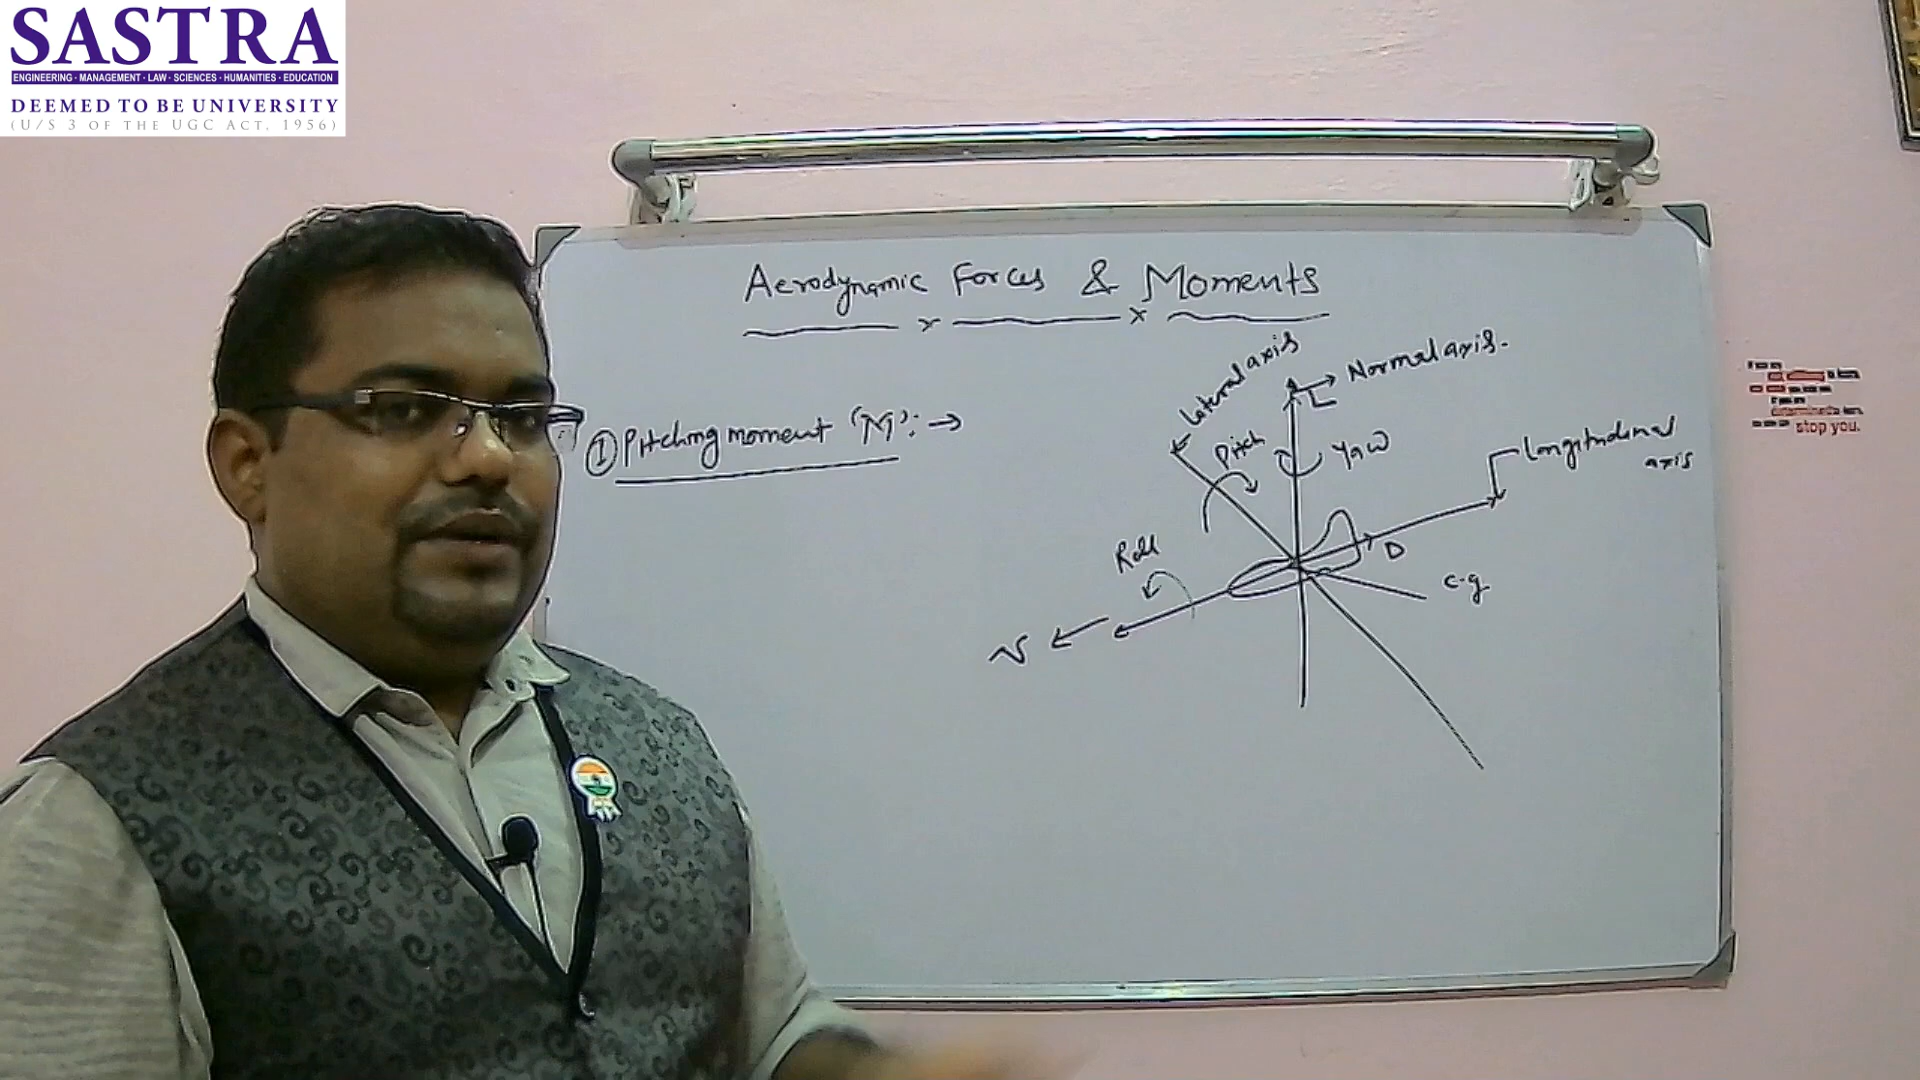 SASTRA
ENGINEERING · MANAGEMENT · LAW · SCIENCES · HUMANITIES · EDUCATION
DEEMED TO BE UNIVERSITY
(U/S 3 OF THE UGC ACT, 1956)
Aerodynamic Forces & Moments
x x
① Pitching moment 'M': →
lateral axis
Normal axis.
L
Pitch
Yaw
Longitudinal
axis
Roll
D
c.g
V
stop you.